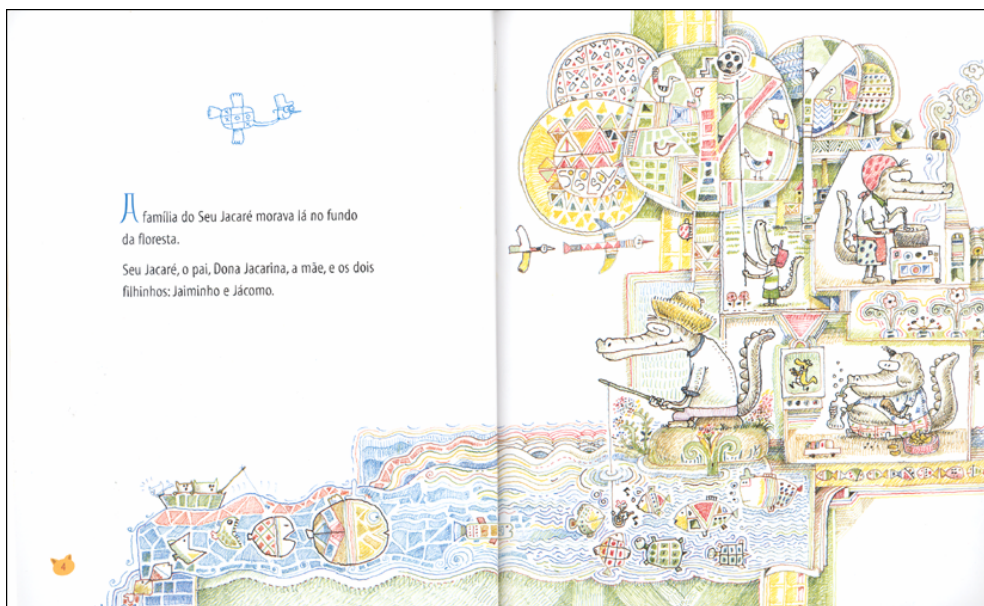 A família do Seu Jacaré morava lá no fundo
da floresta.
Seu Jacaré, o pai, Dona Jacarina, a mãe, e os dois
filhinhos: Jaiminho e Jácomo.
4